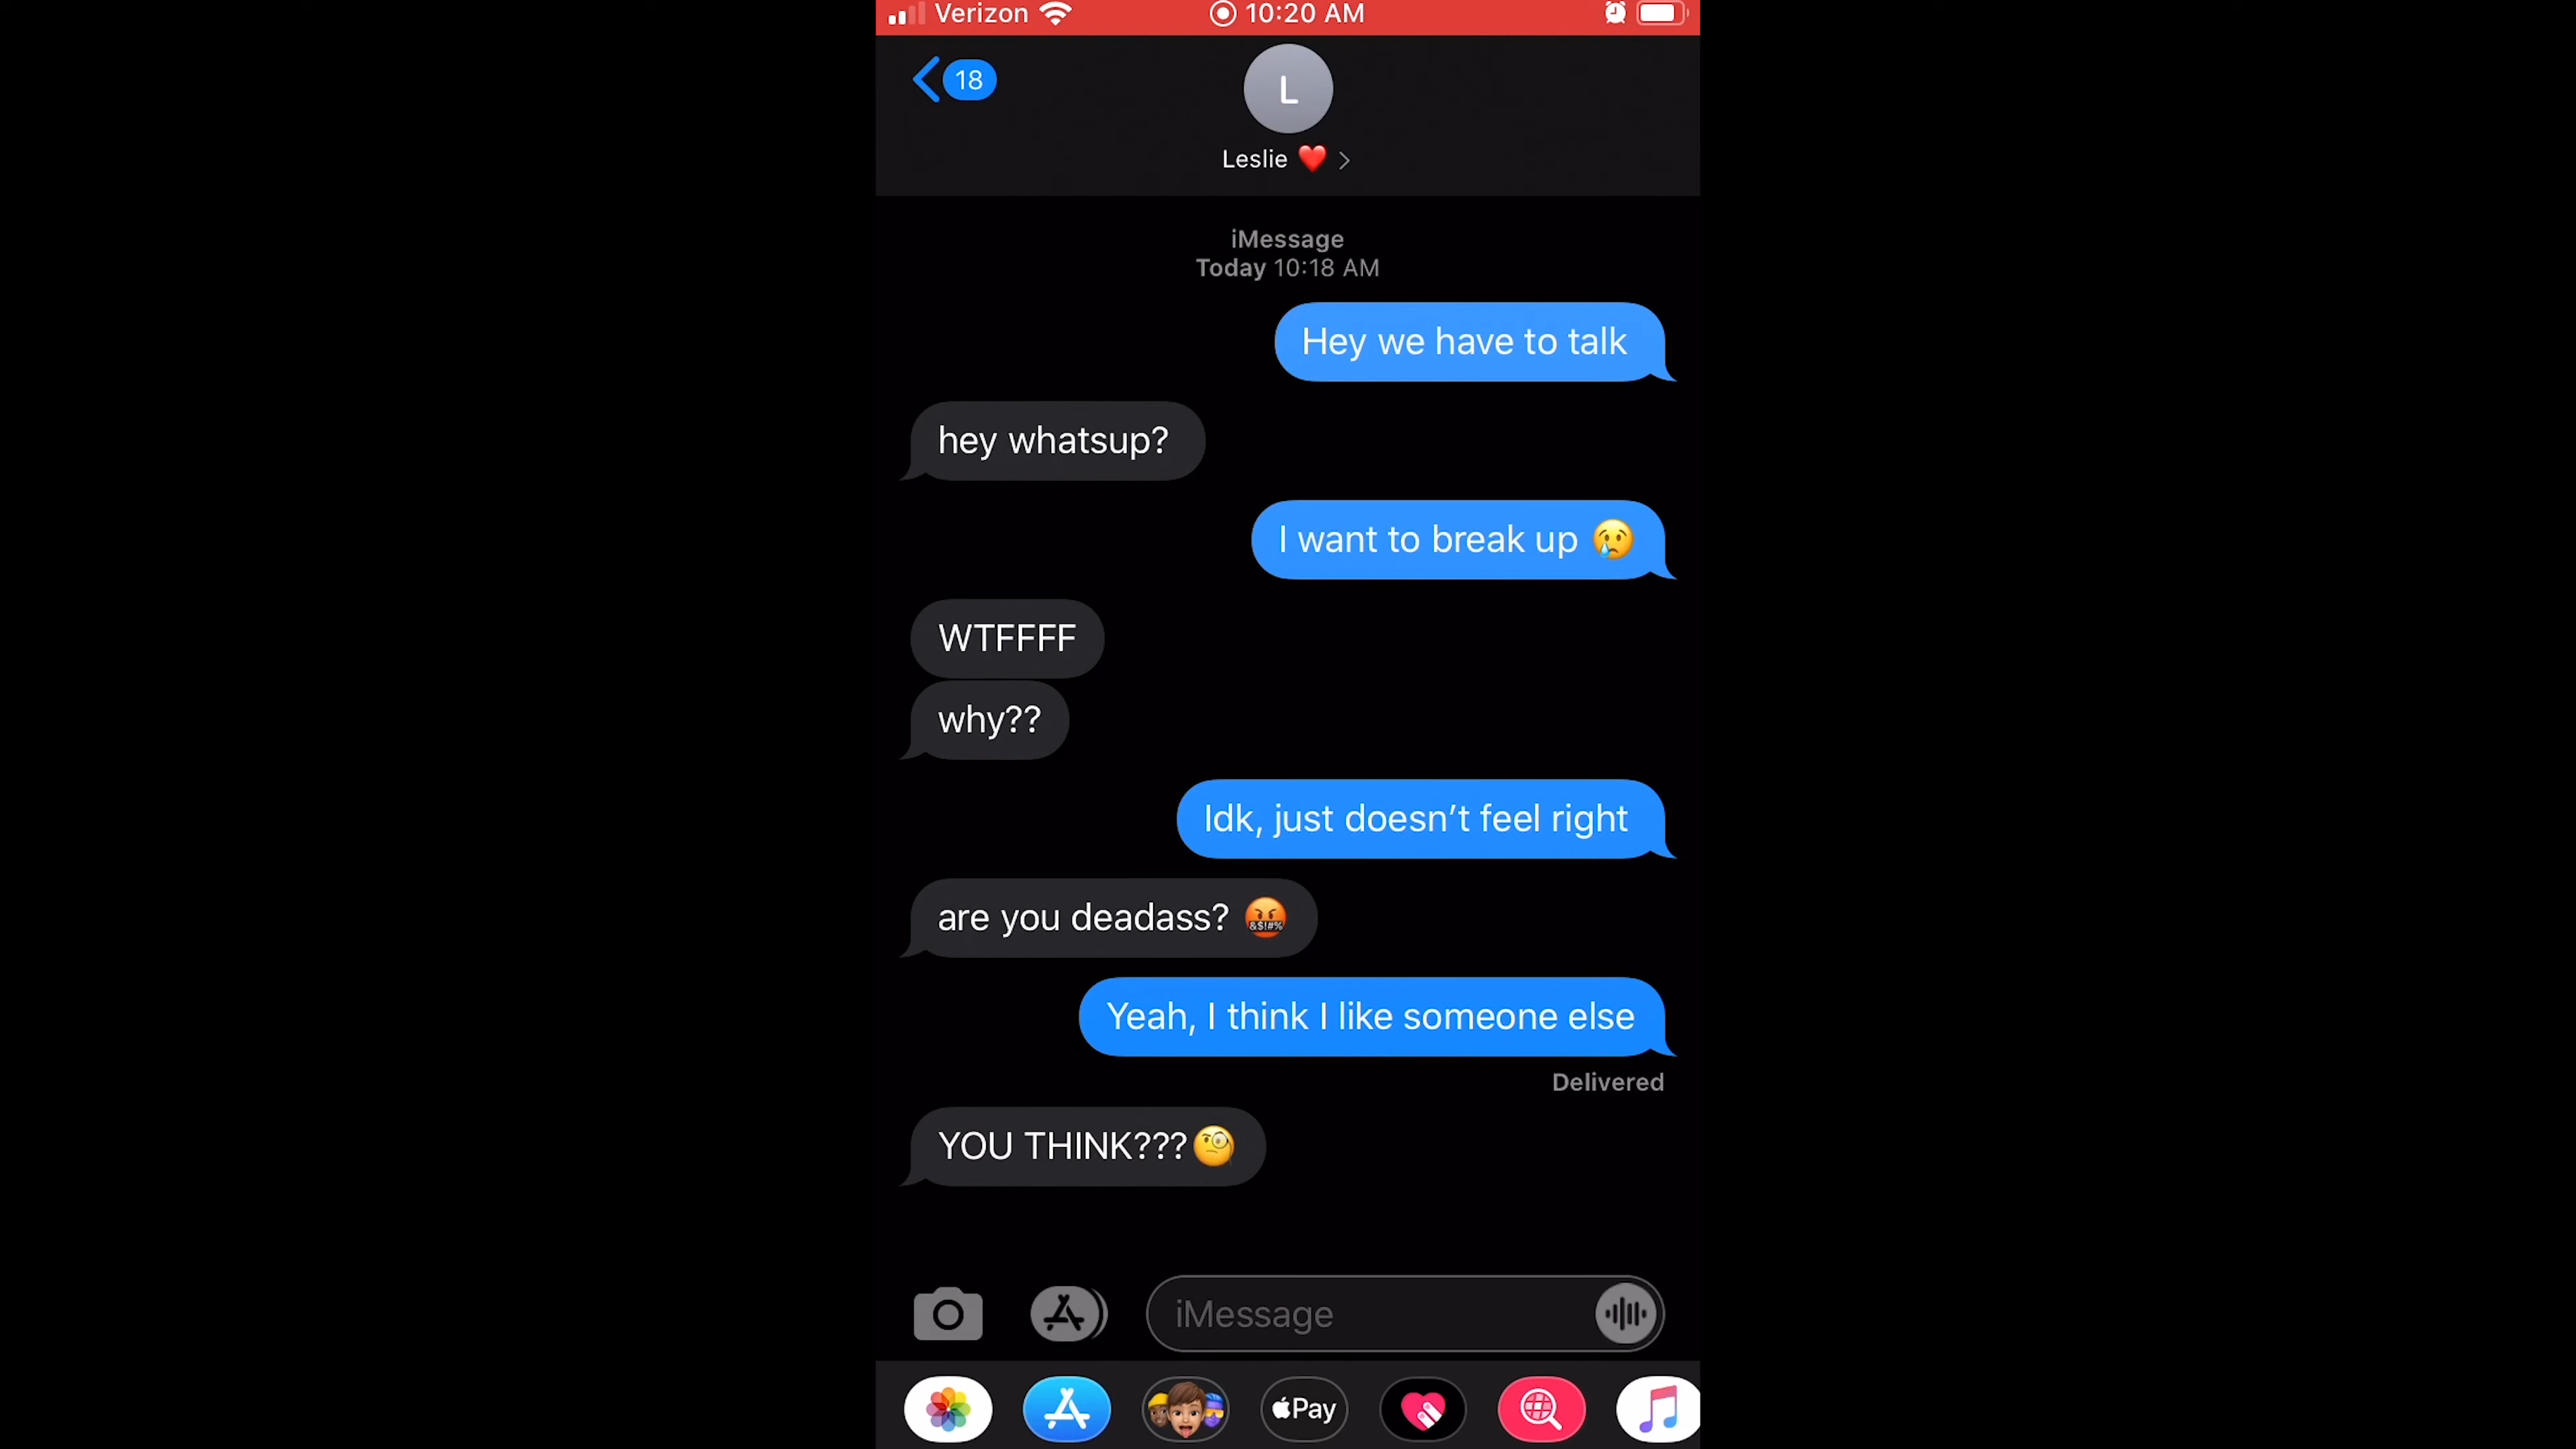 Verizon 10:20 AM
18
L
Leslie ❤️ >
iMessage
Today 10:18 AM
Hey we have to talk
hey whatsup?
I want to break up 😢
WTFFFF
why??
Idk, just doesn’t feel right
are you deadass? 🤬
Yeah, I think I like someone else
Delivered
YOU THINK???🧐
iMessage
Pay